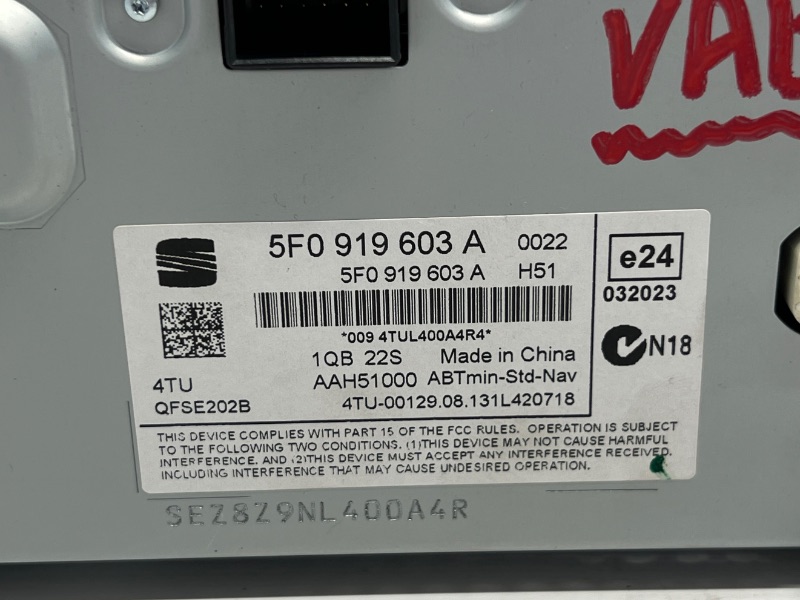 5F0 919 603 A 0022
5F0 919 603 A H51
*009 4TUL400A4R4*
1QB 22S Made in China
4TU AAH51000 ABTmin-Std-Nav
QFSE202B 4TU-00129.08.131L420718
e24
032023
N18
THIS DEVICE COMPLIES WITH PART 15 OF THE FCC RULES. OPERATION IS SUBJECT
TO THE FOLLOWING TWO CONDITIONS. (1)THIS DEVICE MAY NOT CAUSE HARMFUL
INTERFERENCE, AND (2)THIS DEVICE MUST ACCEPT ANY INTERFERENCE RECEIVED,
INCLUDING INTERFERENCE THAT MAY CAUSE UNDESIRED OPERATION.
SEZ8Z9NL400A4R